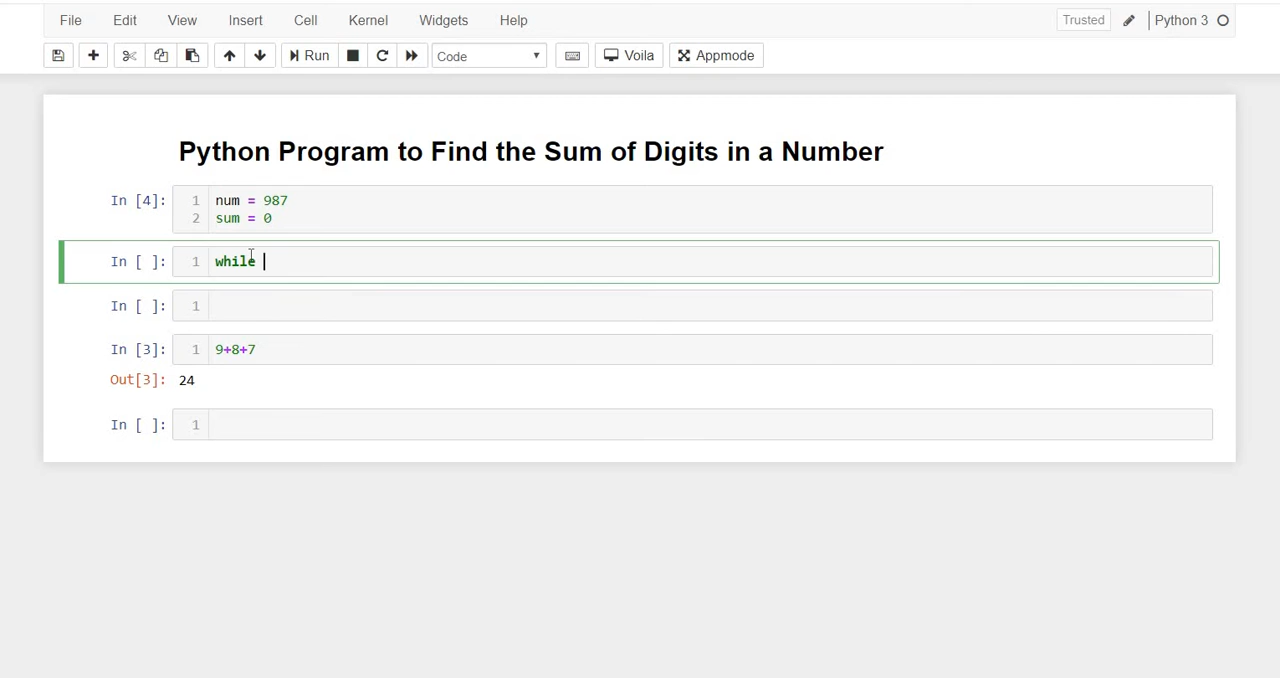 File Edit View Insert Cell Kernel Widgets Help Trusted Python 3
Run Code Voila Appmode
Python Program to Find the Sum of Digits in a Number
In [4]: 1 num = 987
2 sum = 0
In [ ]: 1 while
In [ ]: 1
In [3]: 1 9+8+7
Out[3]: 24
In [ ]: 1